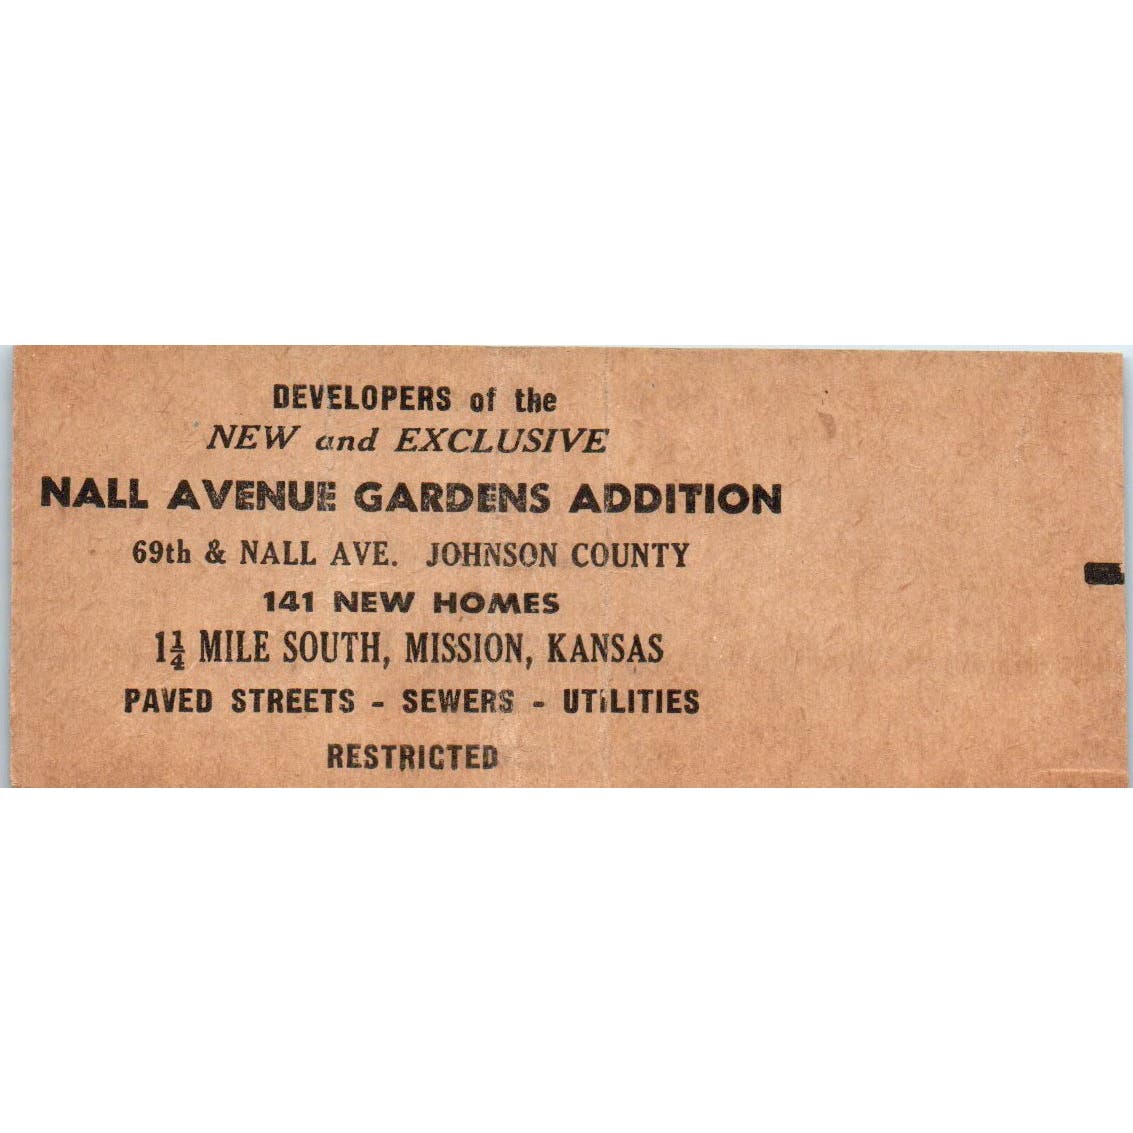 DEVELOPERS of the
NEW and EXCLUSIVE
NALL AVENUE GARDENS ADDITION
69th & NALL AVE. JOHNSON COUNTY
141 NEW HOMES
1¼ MILE SOUTH, MISSION, KANSAS
PAVED STREETS - SEWERS - UTILITIES
RESTRICTED